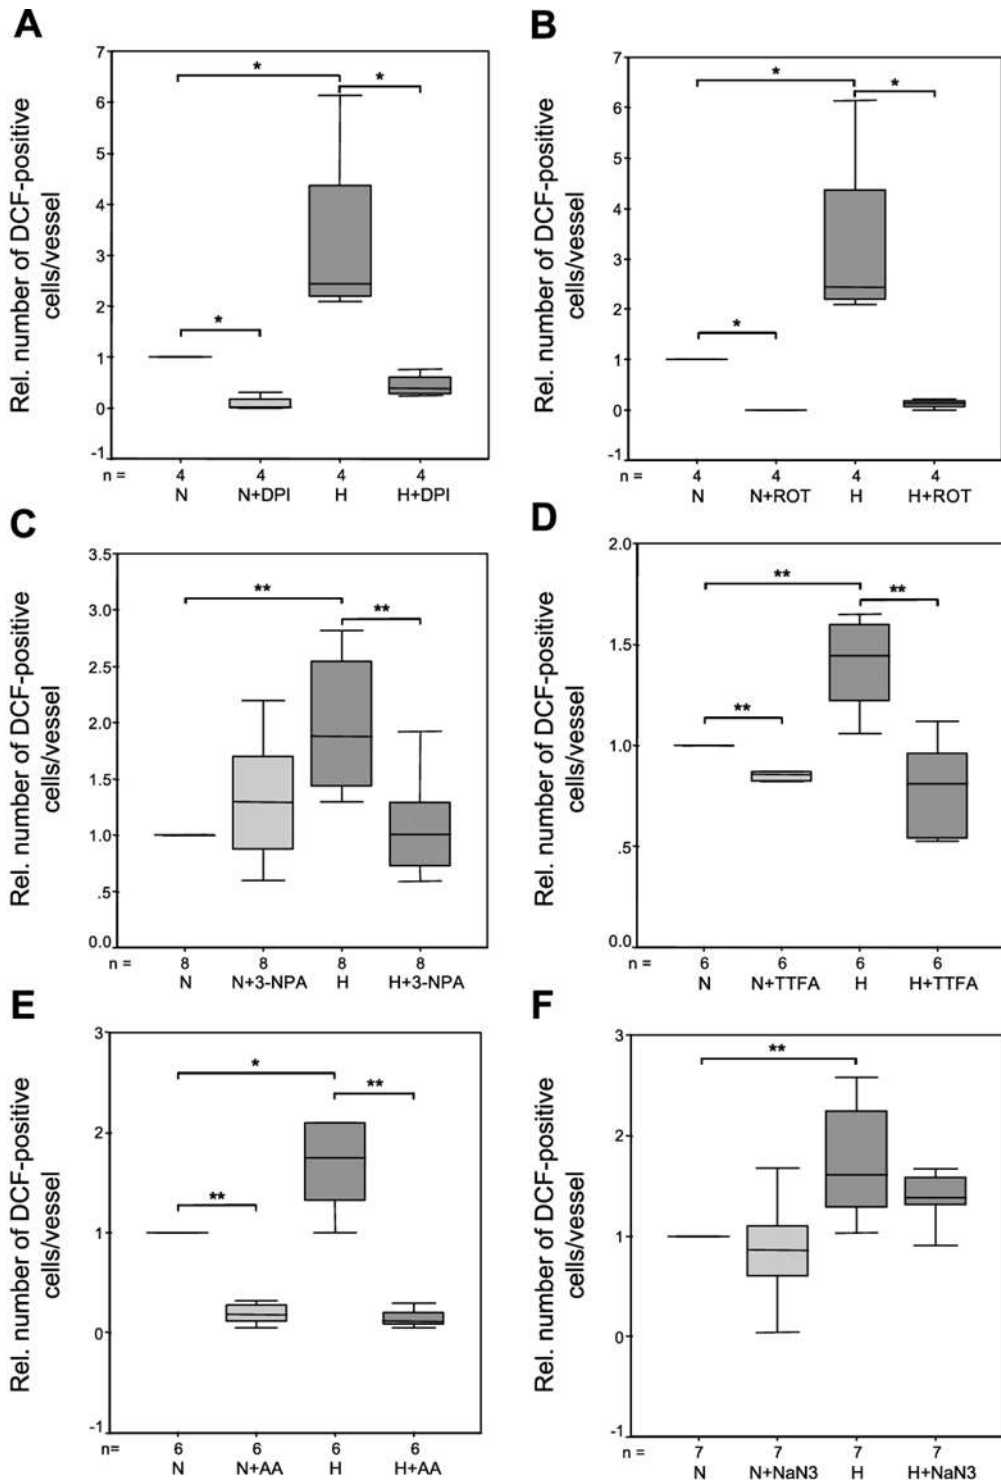 A
Rel. number of DCF-positive
cells/vessel
7
6
5
4
3
2
1
0
-1
*
*
*
n = 4 4 4 4
N N+DPI H H+DPI
B
Rel. number of DCF-positive
cells/vessel
7
6
5
4
3
2
1
0
-1
*
*
*
n = 4 4 4 4
N N+ROT H H+ROT
C
Rel. number of DCF-positive
cells/vessel
3.5
3.0
2.5
2.0
1.5
1.0
.5
0.0
**
**
n = 8 8 8 8
N N+3-NPA H H+3-NPA
D
Rel. number of DCF-positive
cells/vessel
2.0
1.5
1.0
.5
0.0
**
**
**
n = 6 6 6 6
N N+TTFA H H+TTFA
E
Rel. number of DCF-positive
cells/vessel
3
2
1
0
-1
*
**
**
n= 6 6 6 6
N N+AA H H+AA
F
Rel. number of DCF-positive
cells/vessel
3
2
1
0
-1
**
n = 7 7 7 7
N N+NaN3 H H+NaN3